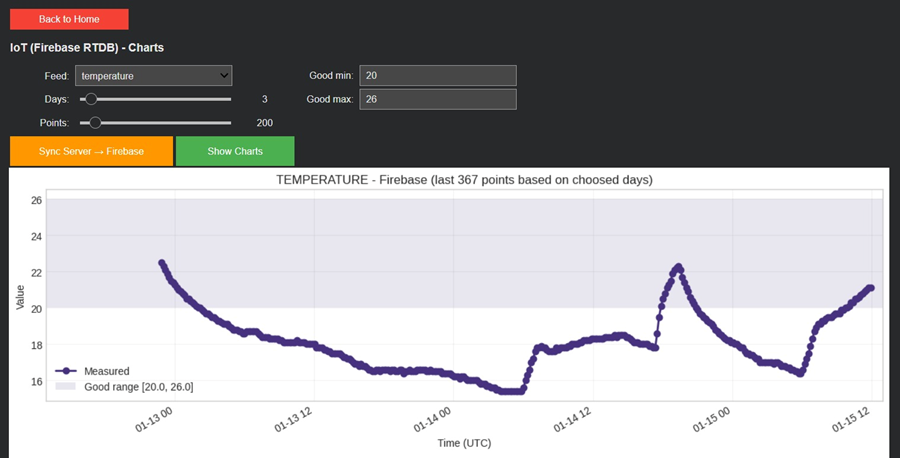 Back to Home
IoT (Firebase RTDB) - Charts
Feed: temperature Good min: 20
Days: 3 Good max: 26
Points: 200
Sync Server → Firebase Show Charts
TEMPERATURE - Firebase (last 367 points based on choosed days)
26
24
22
20
18
16
Value
Measured
Good range [20.0, 26.0]
01-13 00 01-13 12 01-14 00 01-14 12 01-15 00 01-15 12
Time (UTC)